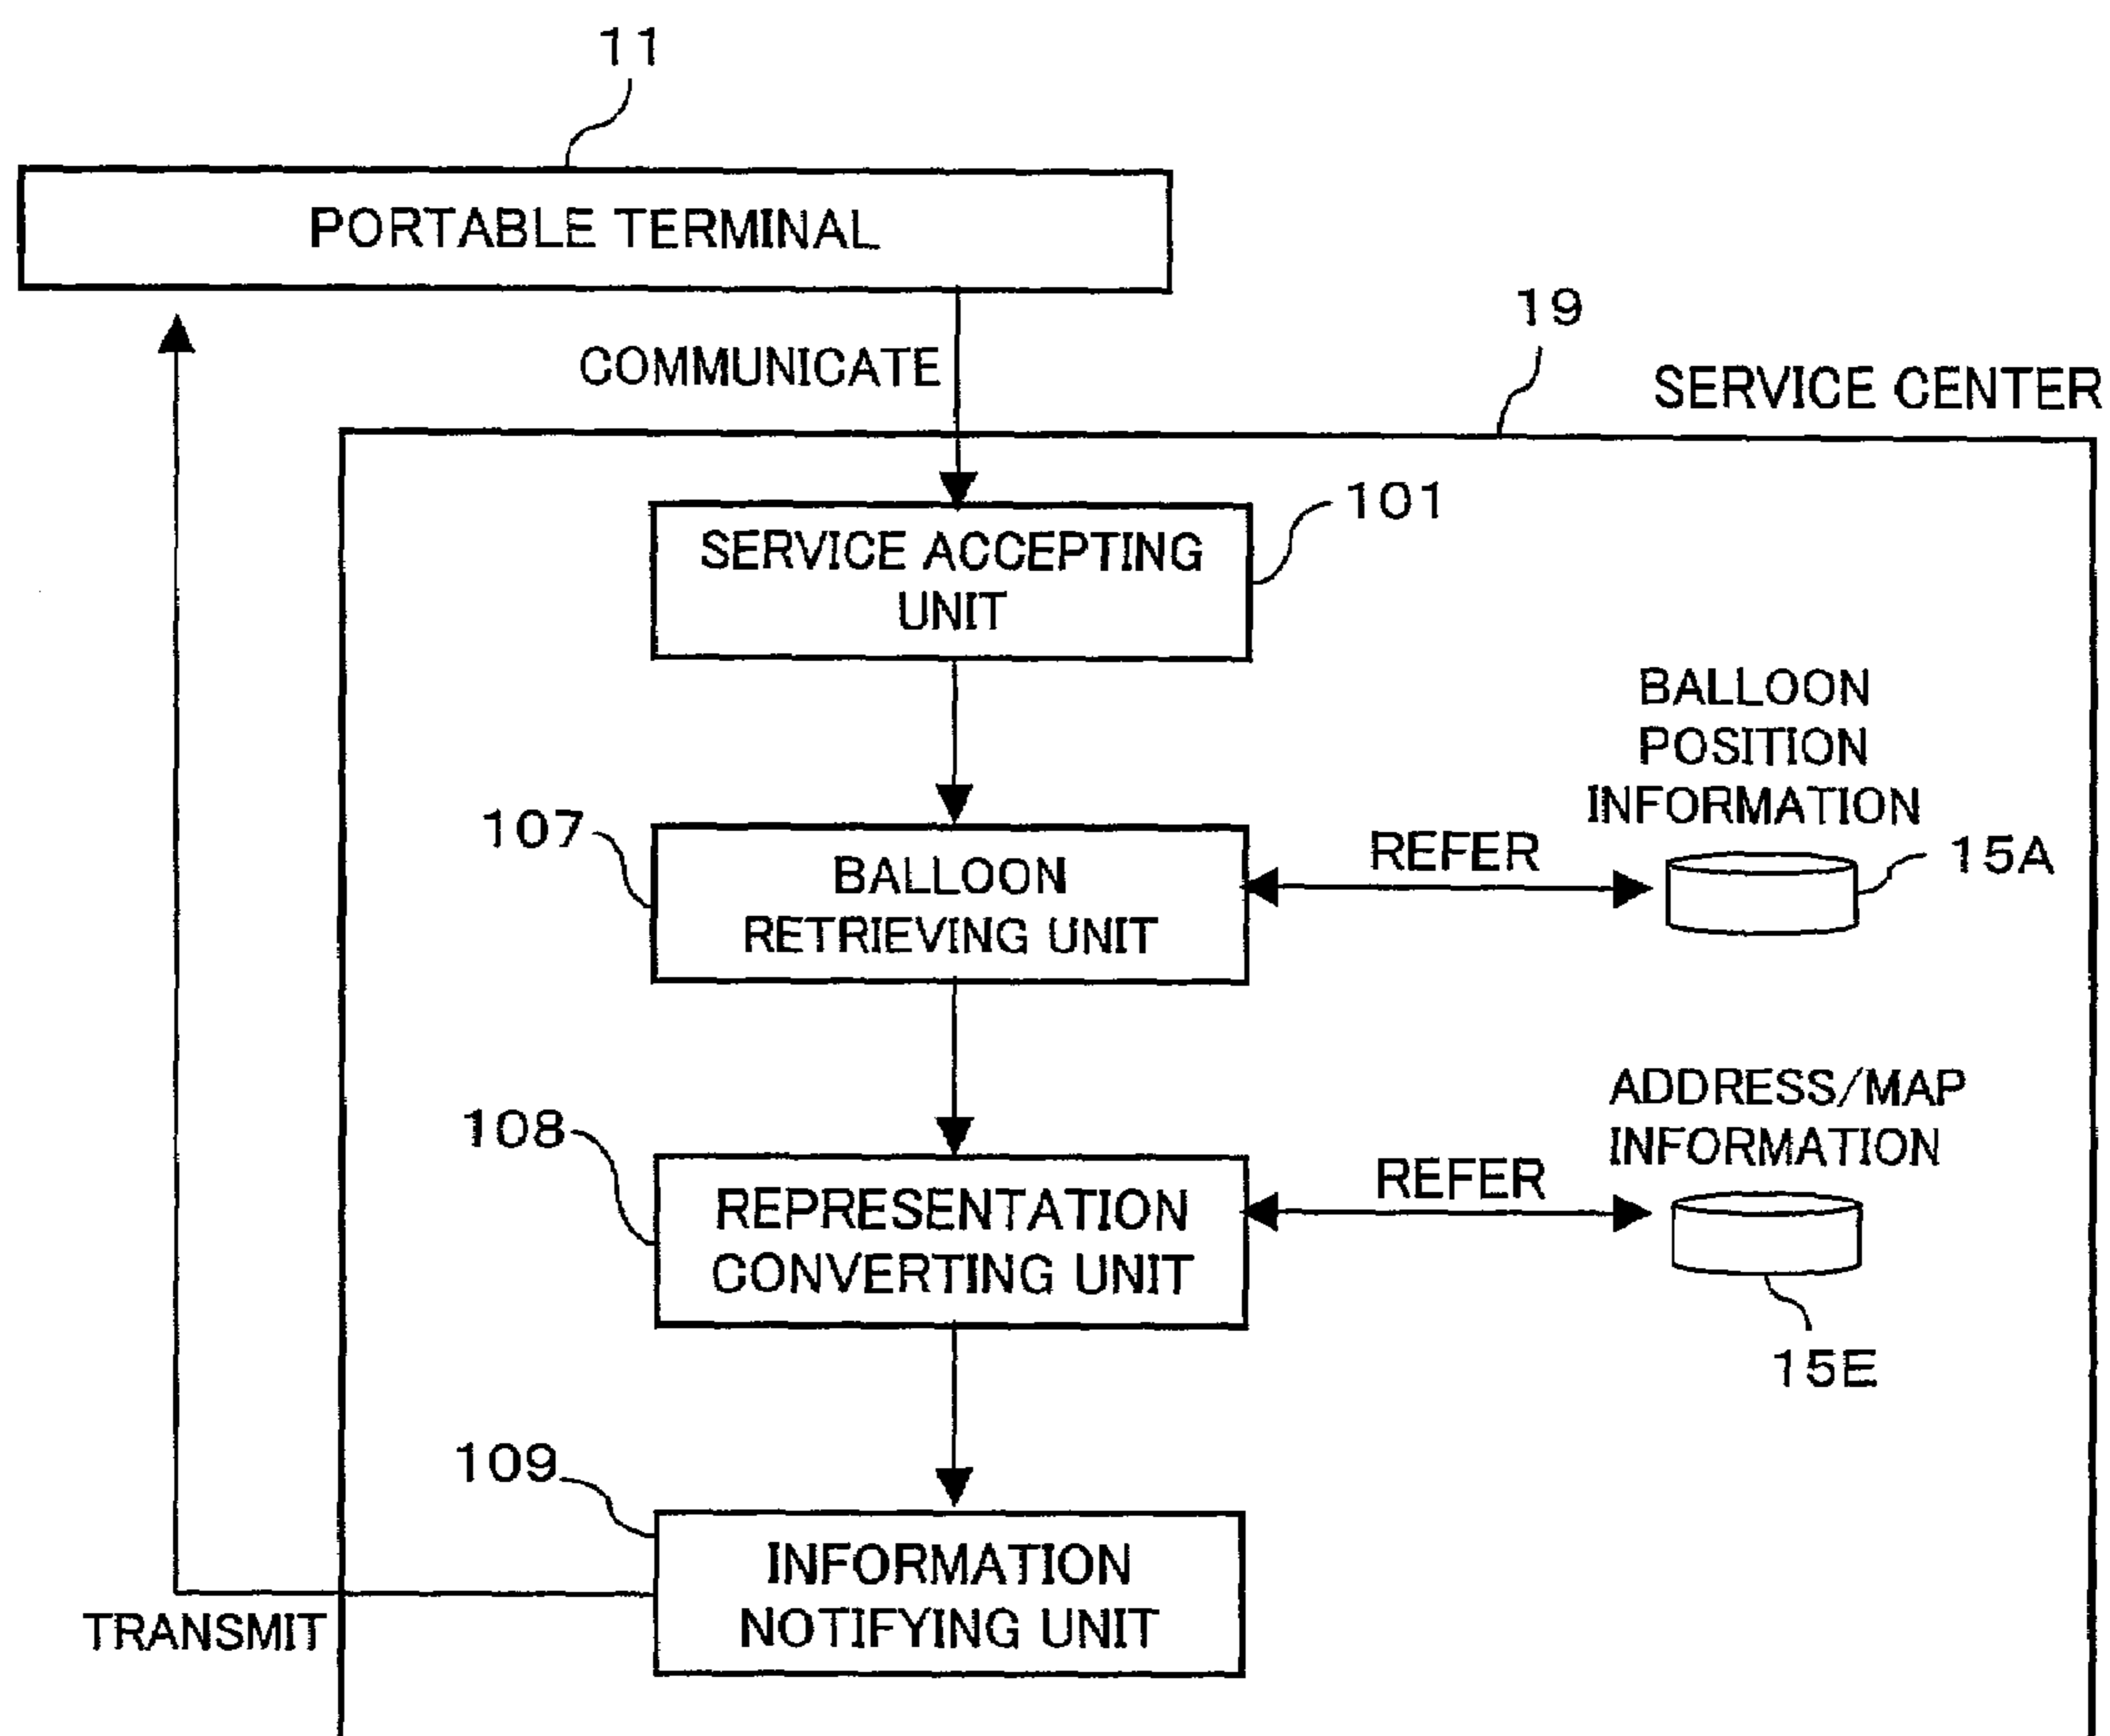 11
PORTABLE TERMINAL
COMMUNICATE
19
SERVICE CENTER
101
SERVICE ACCEPTING
UNIT
BALLOON
POSITION
INFORMATION
107
BALLOON
RETRIEVING UNIT
REFER
15A
108
REPRESENTATION
CONVERTING UNIT
REFER
ADDRESS/MAP
INFORMATION
15E
109
INFORMATION
NOTIFYING UNIT
TRANSMIT